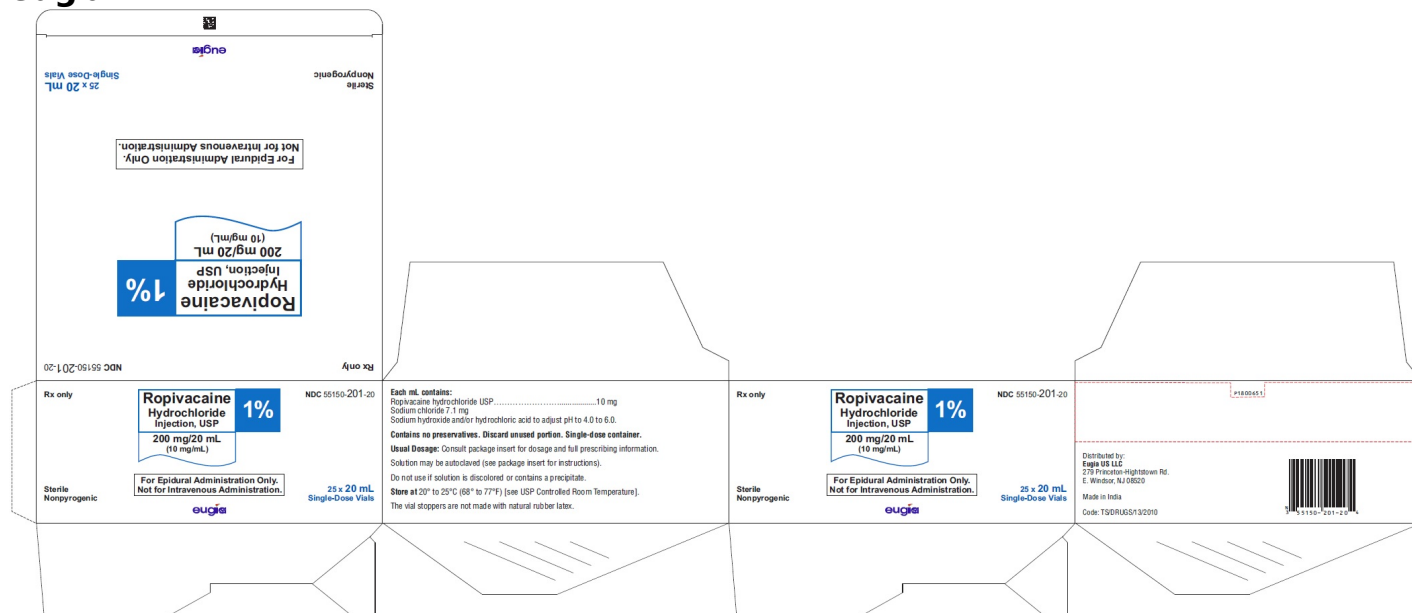 eugia
Single-Dose Vials
25 x 20 mL
Nonpyrogenic
Sterile
Not for Intravenous Administration.
For Epidural Administration Only.
(10 mg/mL)
200 mg/20 mL
Injection, USP
Hydrochloride
Ropivacaine
1%
NDC 55150-201-20
Rx only
Rx only
Ropivacaine
Hydrochloride
Injection, USP
1%
200 mg/20 mL
(10 mg/mL)
NDC 55150-201-20
For Epidural Administration Only.
Not for Intravenous Administration.
Sterile
Nonpyrogenic
25 x 20 mL
Single-Dose Vials
eugia
Each mL contains:
Ropivacaine hydrochloride USP..................................10 mg
Sodium chloride 7.1 mg
Sodium hydroxide and/or hydrochloric acid to adjust pH to 4.0 to 6.0.
Contains no preservatives. Discard unused portion. Single-dose container.
Usual Dosage: Consult package insert for dosage and full prescribing information.
Solution may be autoclaved (see package insert for instructions).
Do not use if solution is discolored or contains a precipitate.
Store at 20° to 25°C (68° to 77°F) [see USP Controlled Room Temperature].
The vial stoppers are not made with natural rubber latex.
Rx only
Ropivacaine
Hydrochloride
Injection, USP
1%
200 mg/20 mL
(10 mg/mL)
NDC 55150-201-20
For Epidural Administration Only.
Not for Intravenous Administration.
Sterile
Nonpyrogenic
25 x 20 mL
Single-Dose Vials
eugia
P1800451
Distributed by:
Eugia US LLC
279 Princeton-Hightstown Rd.
E. Windsor, NJ 08520
Made in India
Code: TS/DRUGS/13/2010
3 55150-201-20 4